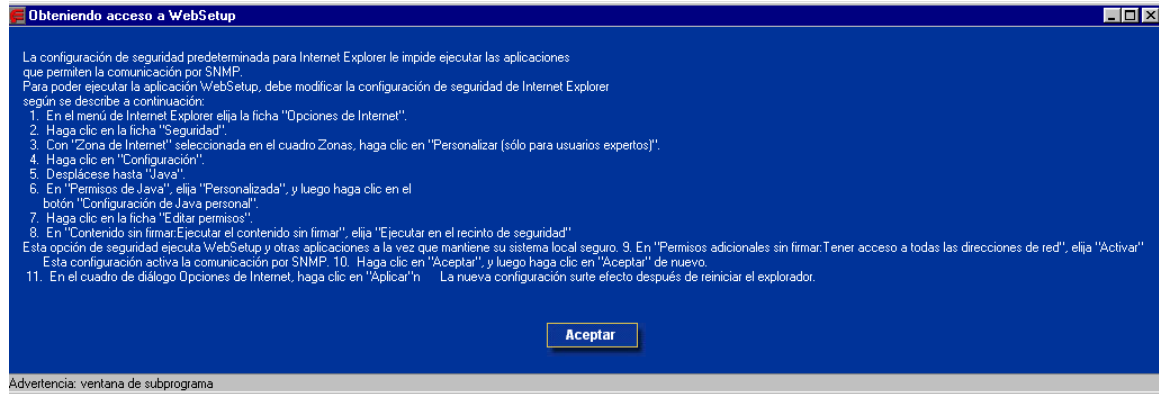 Obteniendo acceso a WebSetup
La configuración de seguridad predeterminada para Internet Explorer le impide ejecutar las aplicaciones
que permiten la comunicación por SNMP.
Para poder ejecutar la aplicación WebSetup, debe modificar la configuración de seguridad de Internet Explorer
según se describe a continuación:
1. En el menú de Internet Explorer elija la ficha "Opciones de Internet".
2. Haga clic en la ficha "Seguridad".
3. Con "Zona de Internet" seleccionada en el cuadro Zonas, haga clic en "Personalizar (sólo para usuarios expertos)".
4. Haga clic en "Configuración".
5. Desplácese hasta "Java".
6. En "Permisos de Java", elija "Personalizada", y luego haga clic en el
botón "Configuración de Java personal".
7. Haga clic en la ficha "Editar permisos".
8. En "Contenido sin firmar:Ejecutar el contenido sin firmar", elija "Ejecutar en el recinto de seguridad"
Esta opción de seguridad ejecuta WebSetup y otras aplicaciones a la vez que mantiene su sistema local seguro. 9. En "Permisos adicionales sin firmar:Tener acceso a todas las direcciones de red", elija "Activar"
Esta configuración activa la comunicación por SNMP. 10. Haga clic en "Aceptar", y luego haga clic en "Aceptar" de nuevo.
11. En el cuadro de diálogo Opciones de Internet, haga clic en "Aplicar"n La nueva configuración surte efecto después de reiniciar el explorador.
Aceptar
Advertencia: ventana de subprograma